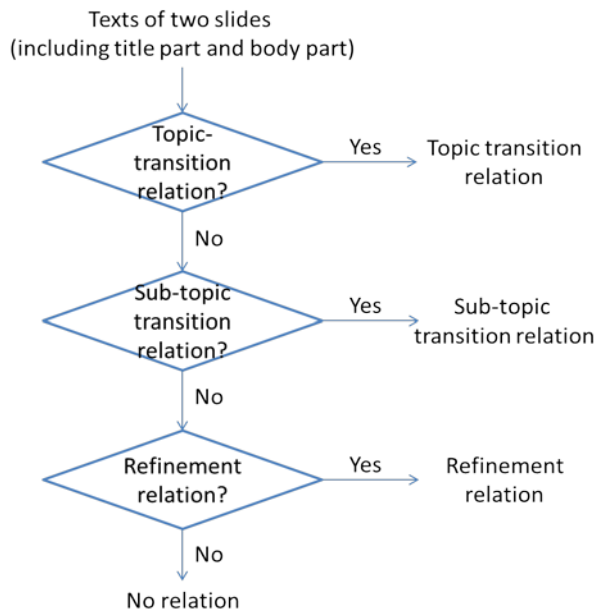 Texts of two slides
(including title part and body part)
Topic-
transition
relation?
Yes
Topic transition
relation
No
Sub-topic
transition
relation?
Yes
Sub-topic
transition relation
No
Refinement
relation?
Yes
Refinement
relation
No
No relation